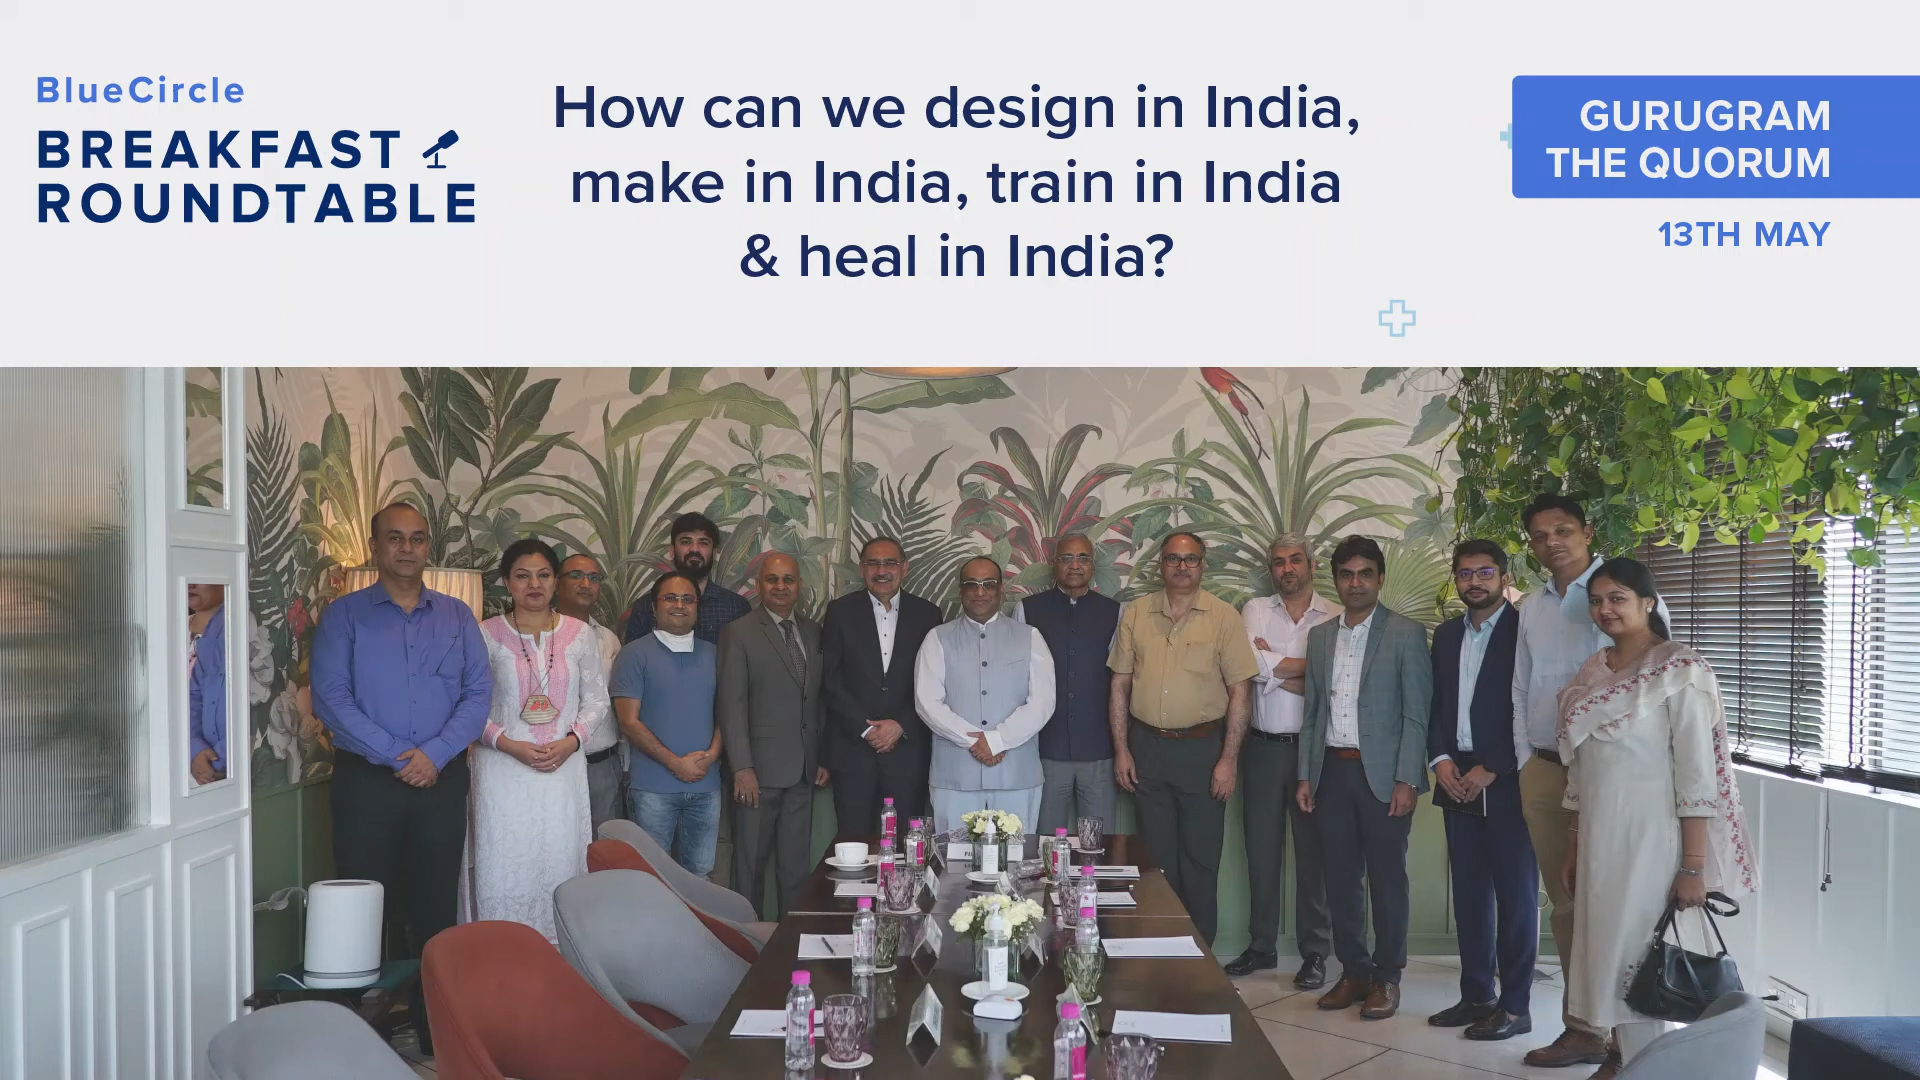 BlueCircle
BREAKFAST
ROUNDTABLE
How can we design in India,
make in India, train in India
& heal in India?
GURUGRAM
THE QUORUM
13TH MAY